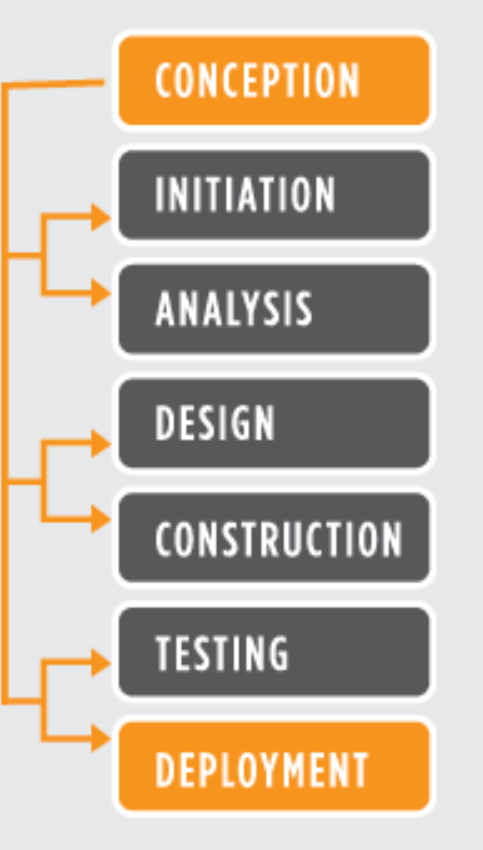 CONCEPTION
INITIATION
ANALYSIS
DESIGN
CONSTRUCTION
TESTING
DEPLOYMENT